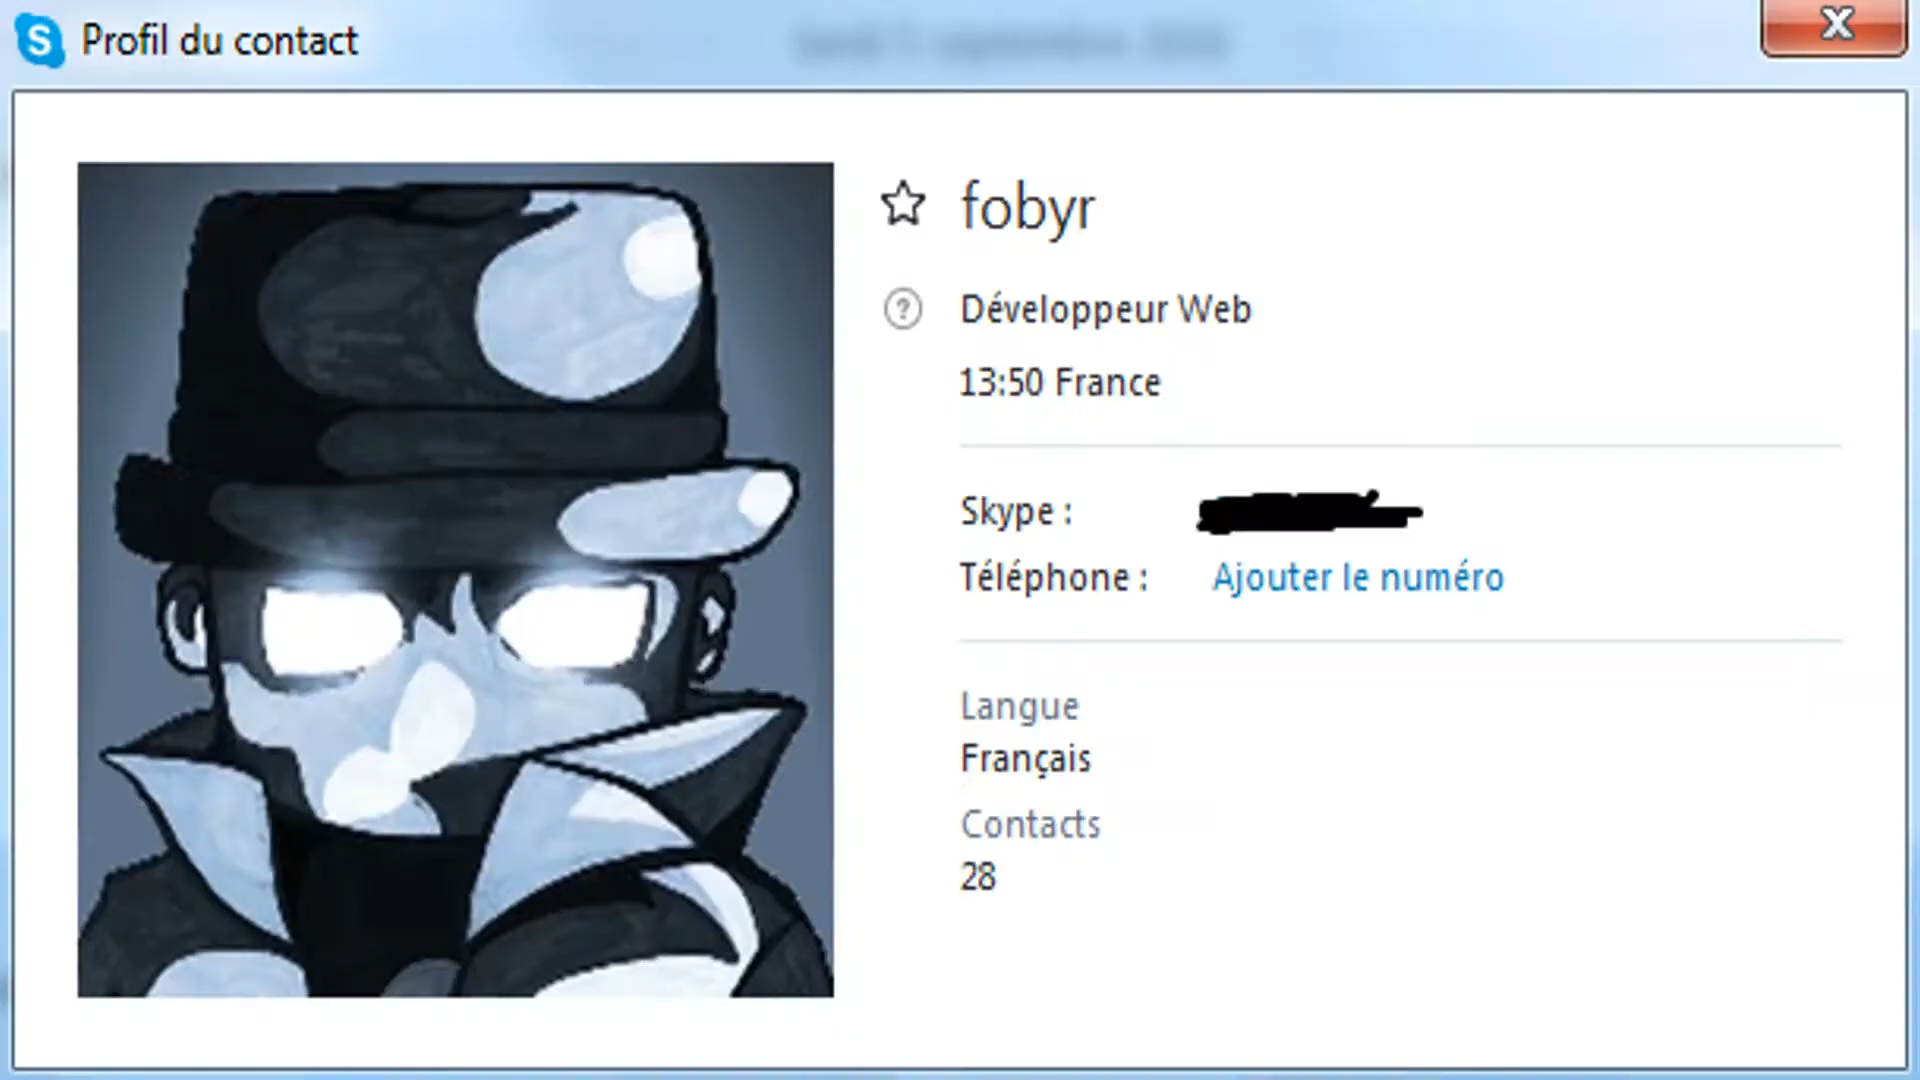 Profil du contact
fobyr
Développeur Web
13:50 France
Skype :
Téléphone : Ajouter le numéro
Langue
Français
Contacts
28